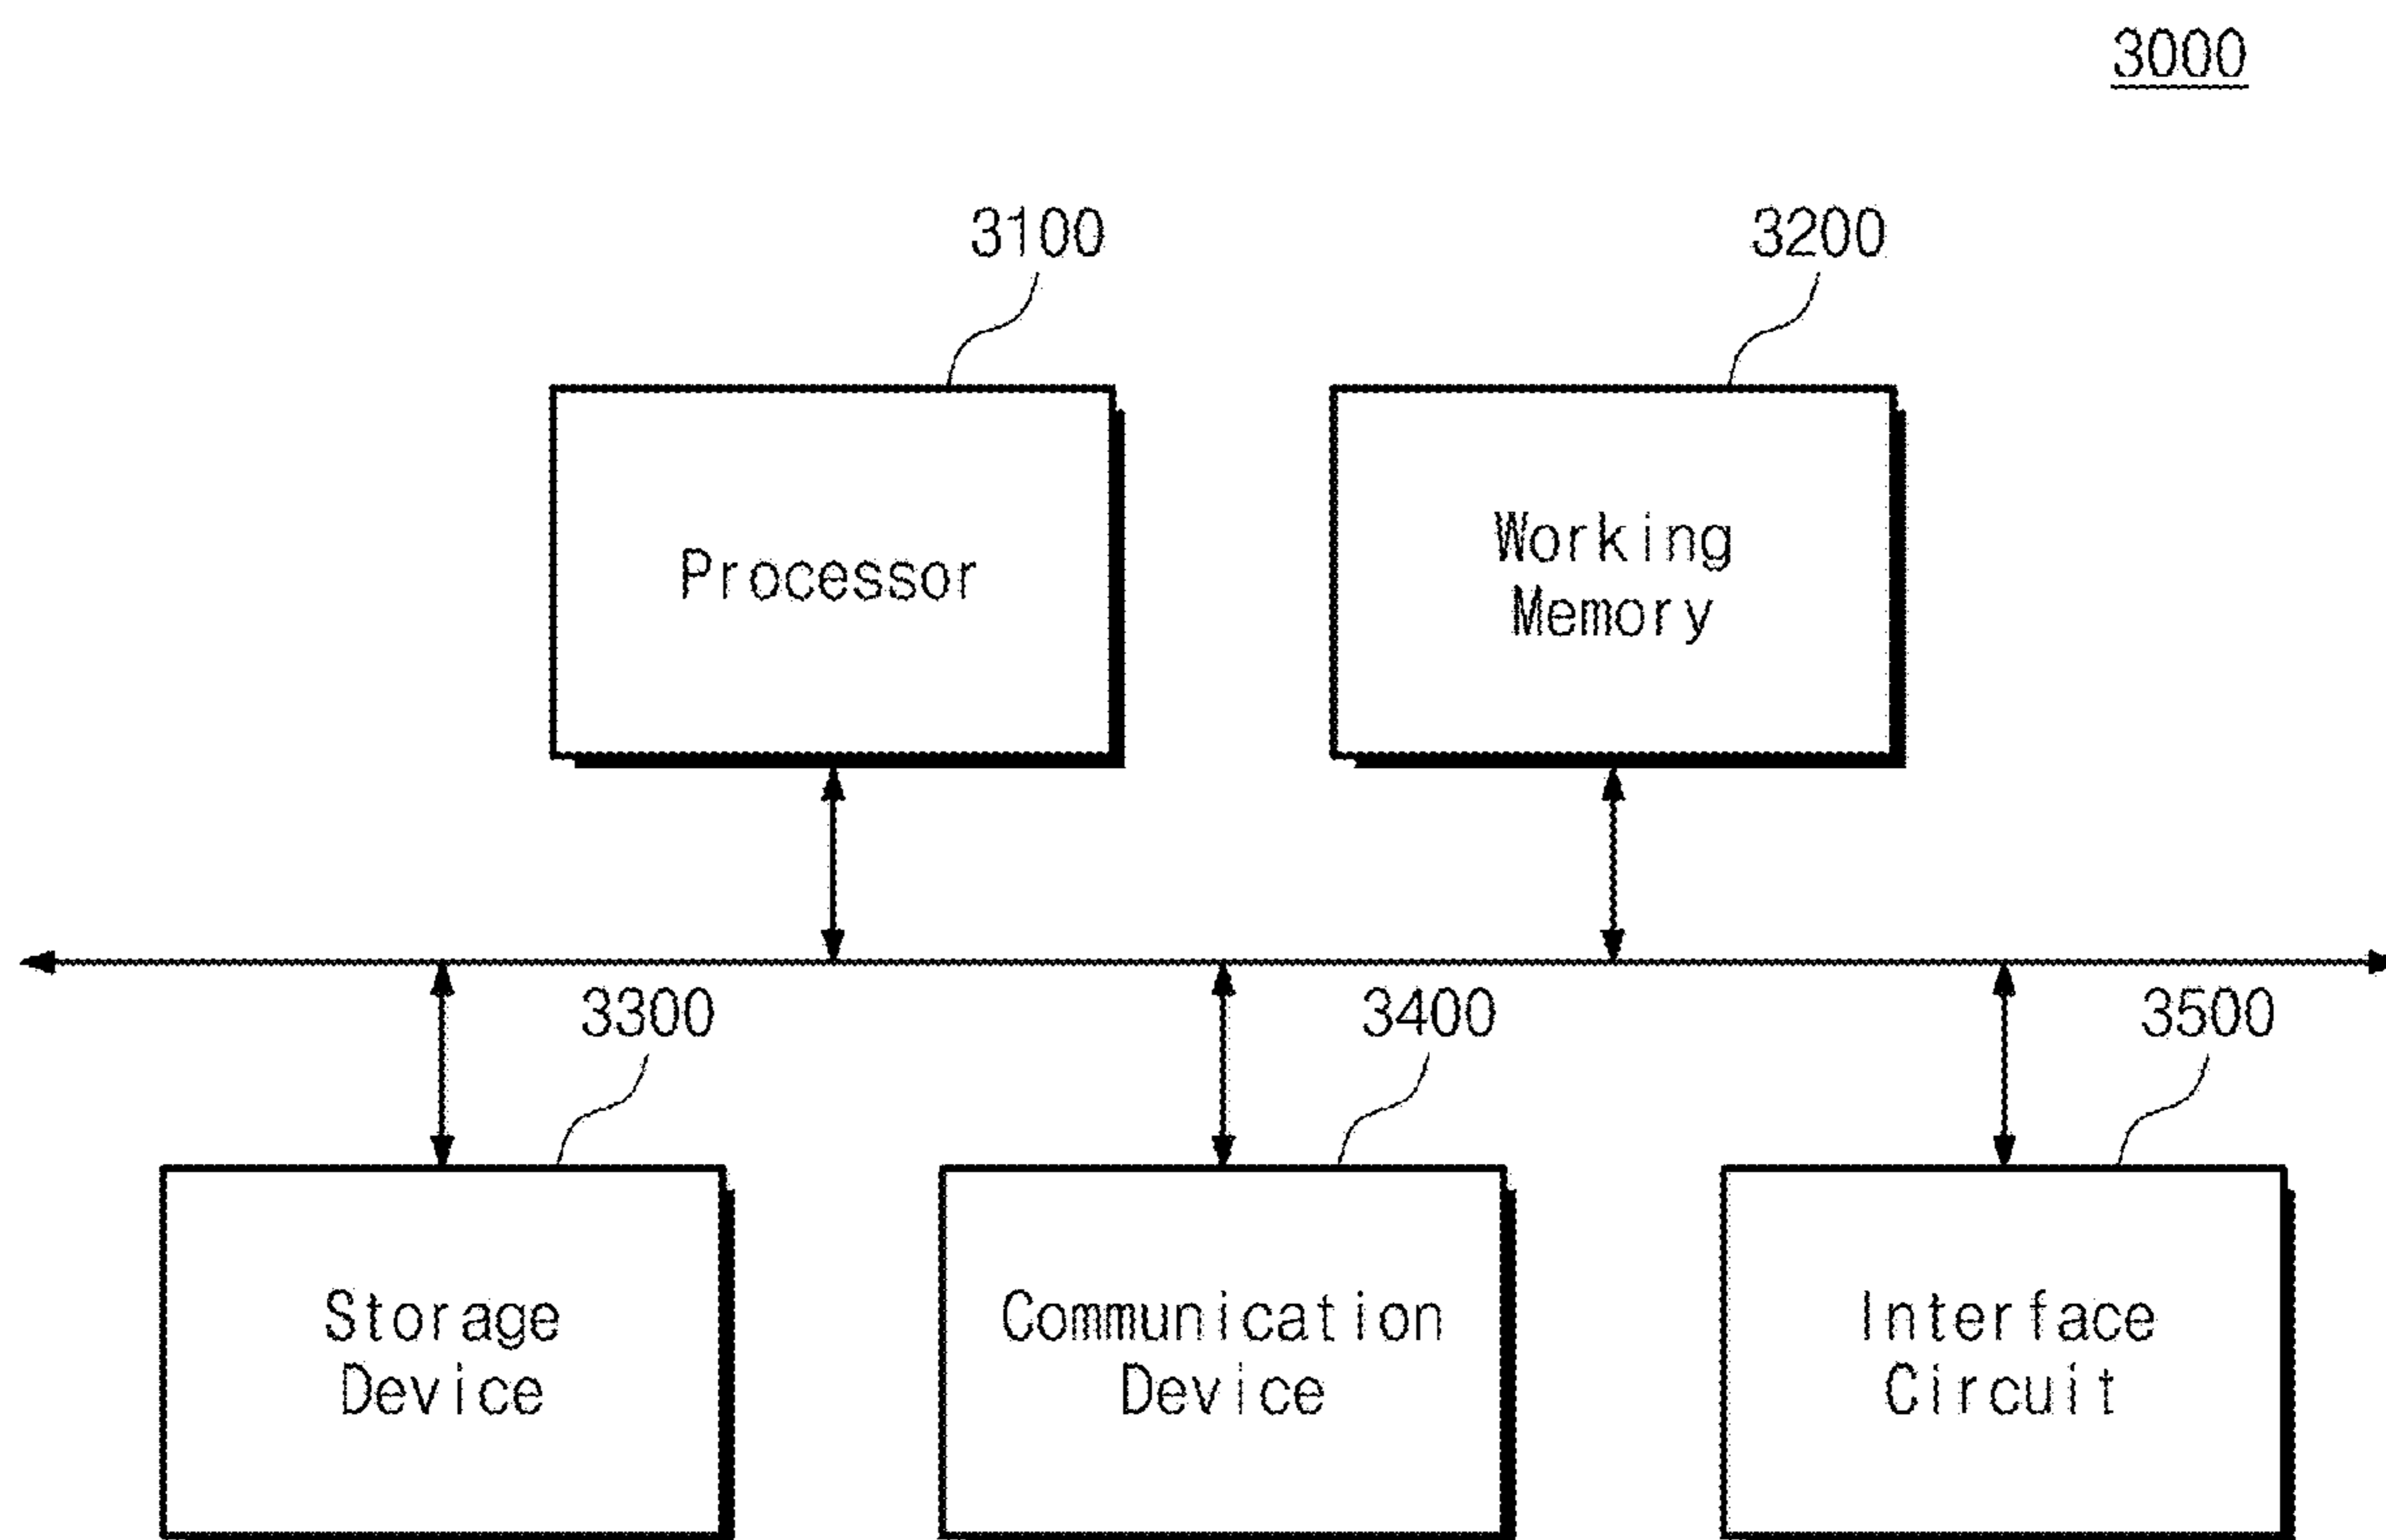 3000
3100
3200
Processor
Working
Memory
3300
3400
3500
Storage
Device
Communication
Device
Interface
Circuit